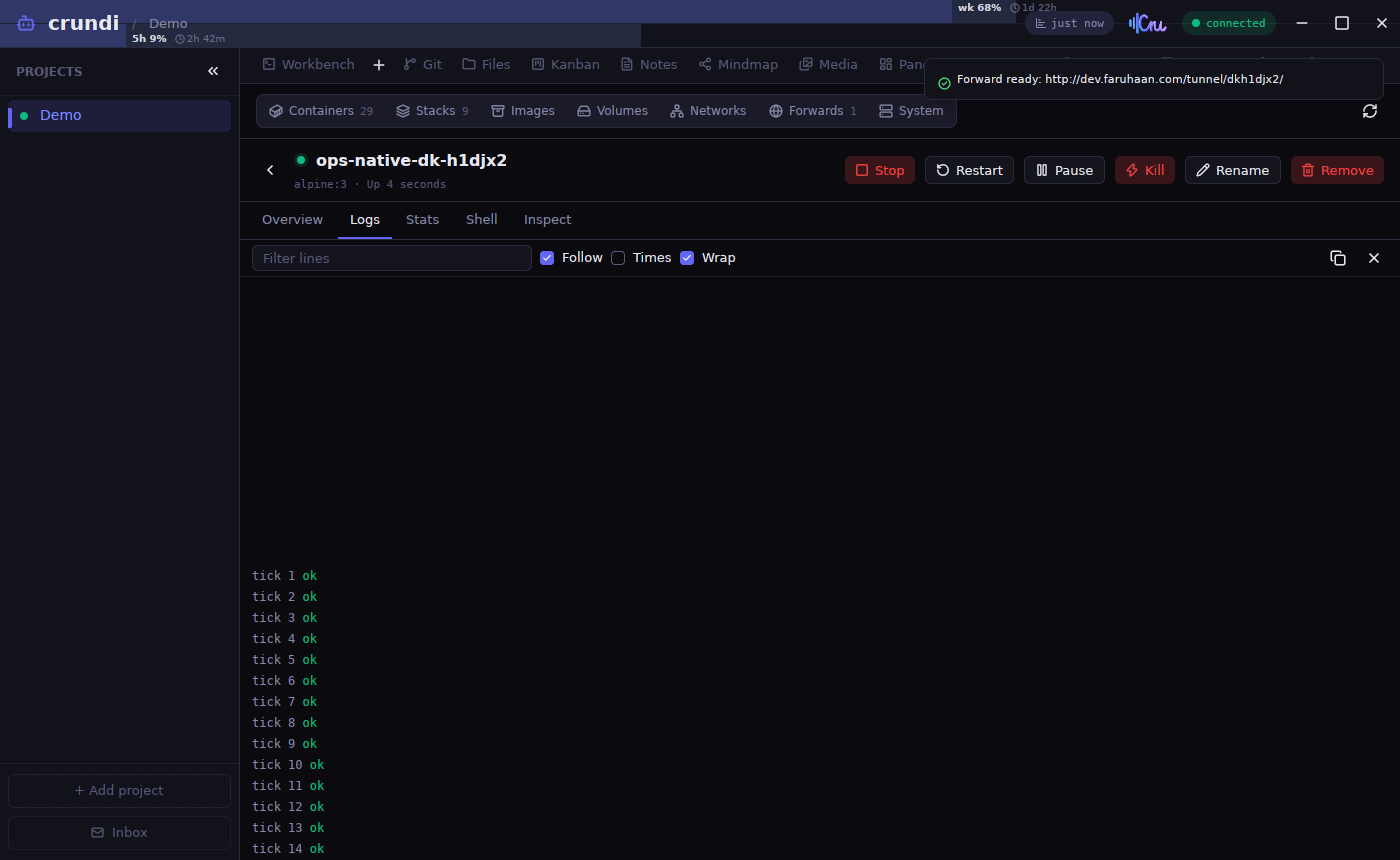 wk 68% 1d 22h
crundi / Demo
just now
Cru
connected
5h 9% 2h 42m
PROJECTS
Workbench
Git
Files
Kanban
Notes
Mindmap
Media
Forward ready: http://dev.faruhaan.com/tunnel/dkh1djx2/
Demo
Containers 29
Stacks 9
Images
Volumes
Networks
Forwards 1
System
ops-native-dk-h1djx2
alpine:3 · Up 4 seconds
Stop
Restart
Pause
Kill
Rename
Remove
Overview
Logs
Stats
Shell
Inspect
Filter lines
Follow
Times
Wrap
tick 1 ok
tick 2 ok
tick 3 ok
tick 4 ok
tick 5 ok
tick 6 ok
tick 7 ok
tick 8 ok
tick 9 ok
tick 10 ok
tick 11 ok
tick 12 ok
tick 13 ok
tick 14 ok
+ Add project
Inbox